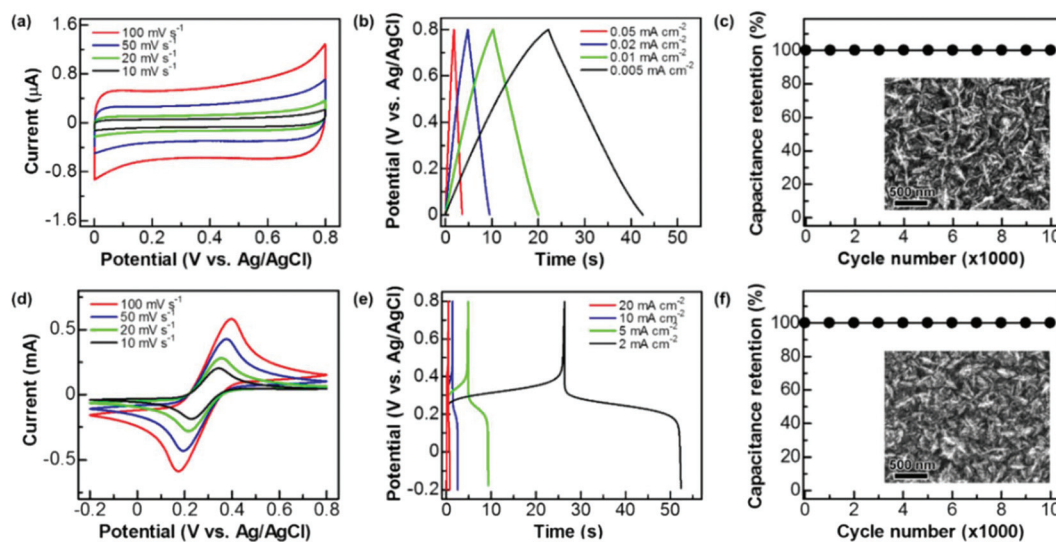 (a)
100 mV s⁻¹
50 mV s⁻¹
20 mV s⁻¹
10 mV s⁻¹
1.6
0.8
0
-0.8
-1.6
Current (μA)
0 0.2 0.4 0.6 0.8
Potential (V vs. Ag/AgCl)
(b)
0.05 mA cm⁻²
0.02 mA cm⁻²
0.01 mA cm⁻²
0.005 mA cm⁻²
0.8
0.6
0.4
0.2
0
Potential (V vs. Ag/AgCl)
0 10 20 30 40 50
Time (s)
(c)
100
80
60
40
20
0
Capacitance retention (%)
500 nm
0 2 4 6 8 10
Cycle number (x1000)
(d)
100 mV s⁻¹
50 mV s⁻¹
20 mV s⁻¹
10 mV s⁻¹
0.5
0
-0.5
Current (mA)
-0.2 0 0.2 0.4 0.6 0.8
Potential (V vs. Ag/AgCl)
(e)
20 mA cm⁻²
10 mA cm⁻²
5 mA cm⁻²
2 mA cm⁻²
0.8
0.6
0.4
0.2
0
-0.2
Potential (V vs. Ag/AgCl)
0 10 20 30 40 50
Time (s)
(f)
100
80
60
40
20
0
Capacitance retention (%)
500 nm
0 2 4 6 8 10
Cycle number (x1000)